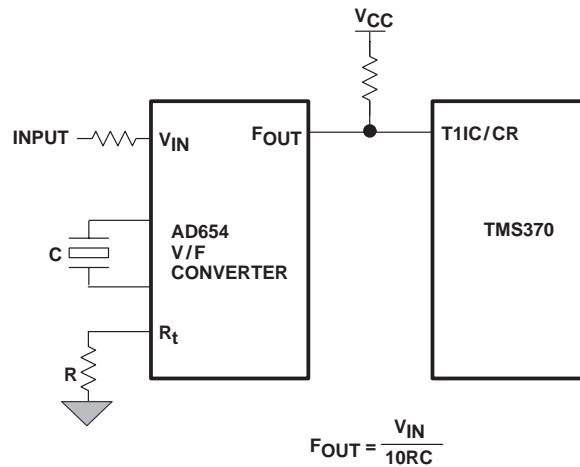 VCC
INPUT
VIN
FOUT
T1IC/CR
AD654
V/F
CONVERTER
TMS370
C
Rt
R
FOUT = VIN
10RC